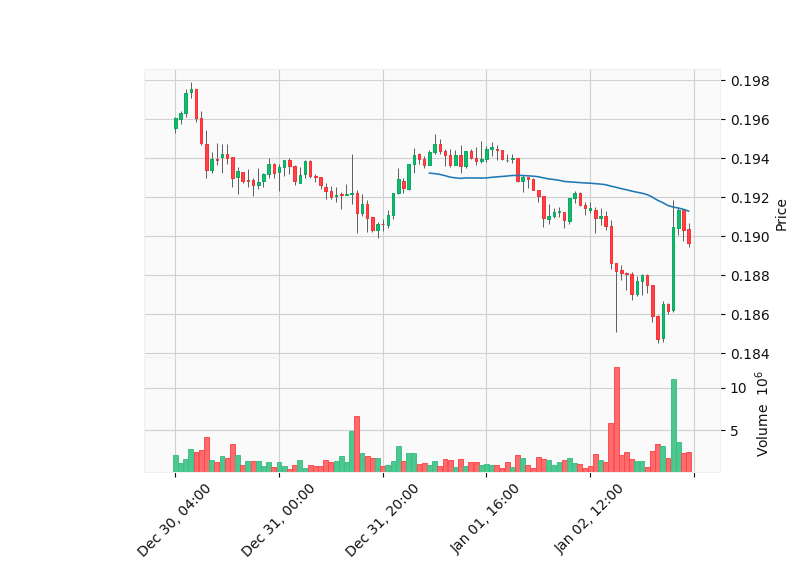 0.198
0.196
0.194
0.192
0.190
0.188
0.186
0.184
Price
10
5
Volume 10^6
Dec 30, 04:00
Dec 31, 00:00
Dec 31, 20:00
Jan 01, 16:00
Jan 02, 12:00